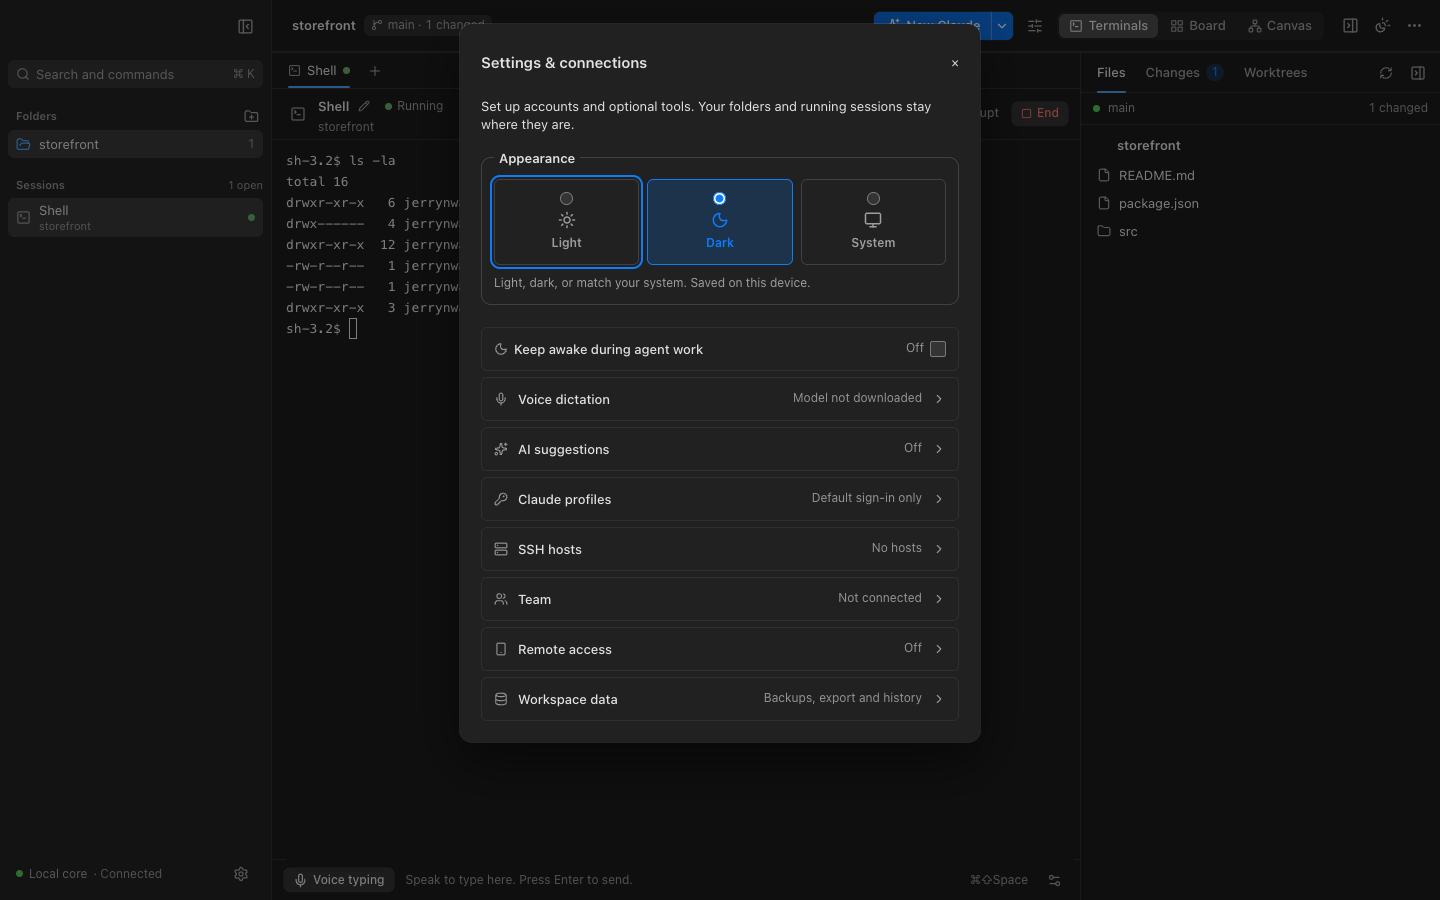 storefront
main · 1 changed
New Claude
Terminals
Board
Canvas
Search and commands
⌘ K
Folders
storefront
1
Sessions
1 open
Shell
storefront
Local core · Connected
Shell
Shell
Running
storefront
End
sh-3.2$ ls -la
total 16
drwxr-xr-x 6
drwx------ 4
drwxr-xr-x 12
-rw-r--r-- 1
-rw-r--r-- 1
drwxr-xr-x 3
sh-3.2$
Settings & connections
×
Set up accounts and optional tools. Your folders and running sessions stay
where they are.
Appearance
Light
Dark
System
Light, dark, or match your system. Saved on this device.
Keep awake during agent work
Off
Voice dictation
Model not downloaded
AI suggestions
Off
Claude profiles
Default sign-in only
SSH hosts
No hosts
Team
Not connected
Remote access
Off
Workspace data
Backups, export and history
Voice typing
Speak to type here. Press Enter to send.
⌘⇧Space
Files
Changes 1
Worktrees
main
1 changed
storefront
README.md
package.json
src